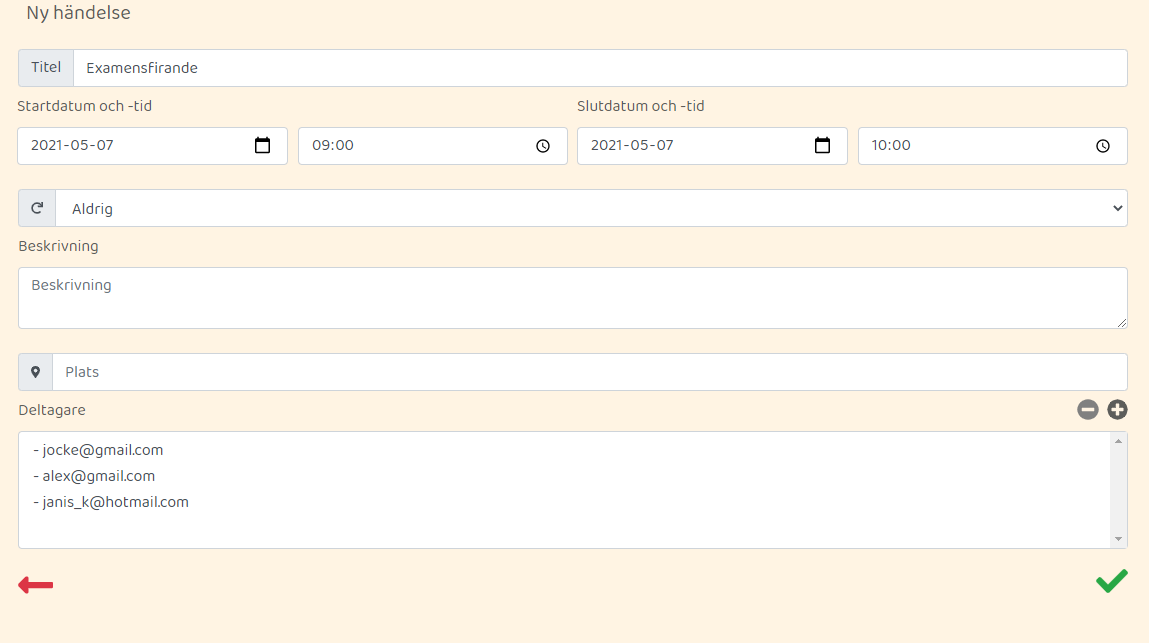 Ny händelse
Titel Examensfirande
Startdatum och -tid Slutdatum och -tid
2021-05-07 09:00 2021-05-07 10:00
Aldrig
Beskrivning
Beskrivning
Plats
Deltagare
- jocke@gmail.com
- alex@gmail.com
- janis_k@hotmail.com